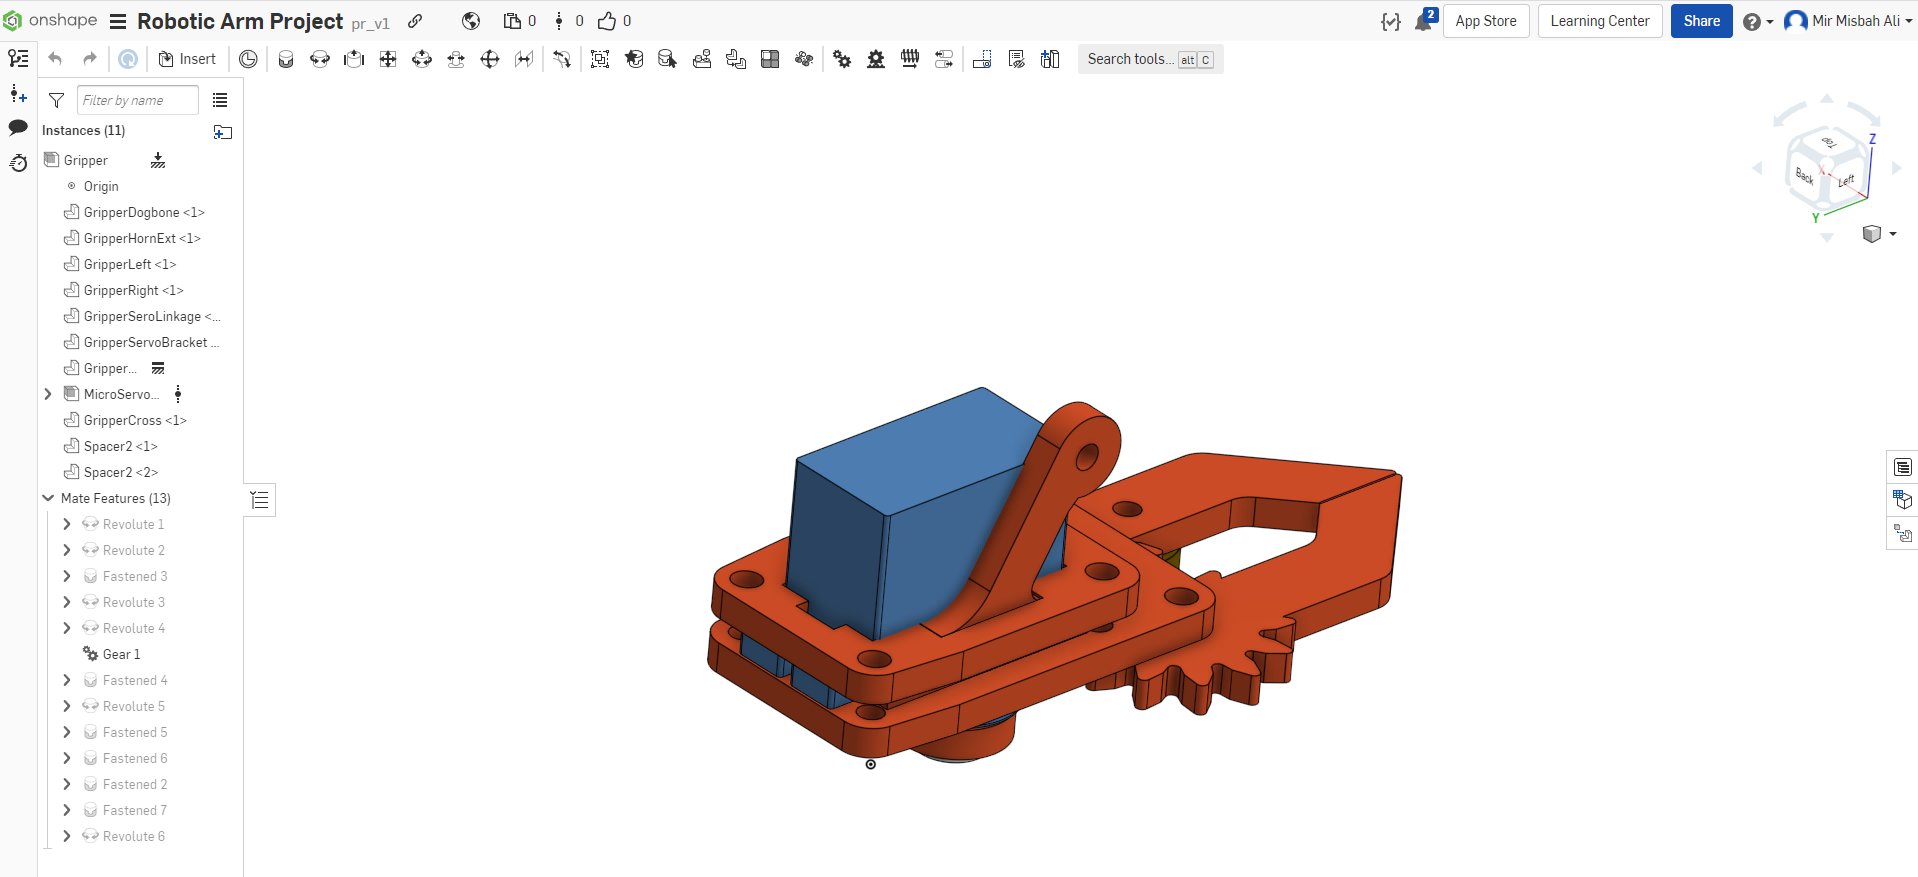 onshape Robotic Arm Project pr_v1 0 0 0 2 App Store Learning Center Share Mir Misbah Ali
Insert Search tools... alt C
Filter by name
Instances (11)
Gripper
Origin
GripperDogbone <1>
GripperHornExt <1>
GripperLeft <1>
GripperRight <1>
GripperSeroLinkage <...
GripperServoBracket ...
Gripper...
MicroServo...
GripperCross <1>
Spacer2 <1>
Spacer2 <2>
Mate Features (13)
Revolute 1
Revolute 2
Fastened 3
Revolute 3
Revolute 4
Gear 1
Fastened 4
Revolute 5
Fastened 5
Fastened 6
Fastened 2
Fastened 7
Revolute 6
Top
Z
X
Back
Left
Y